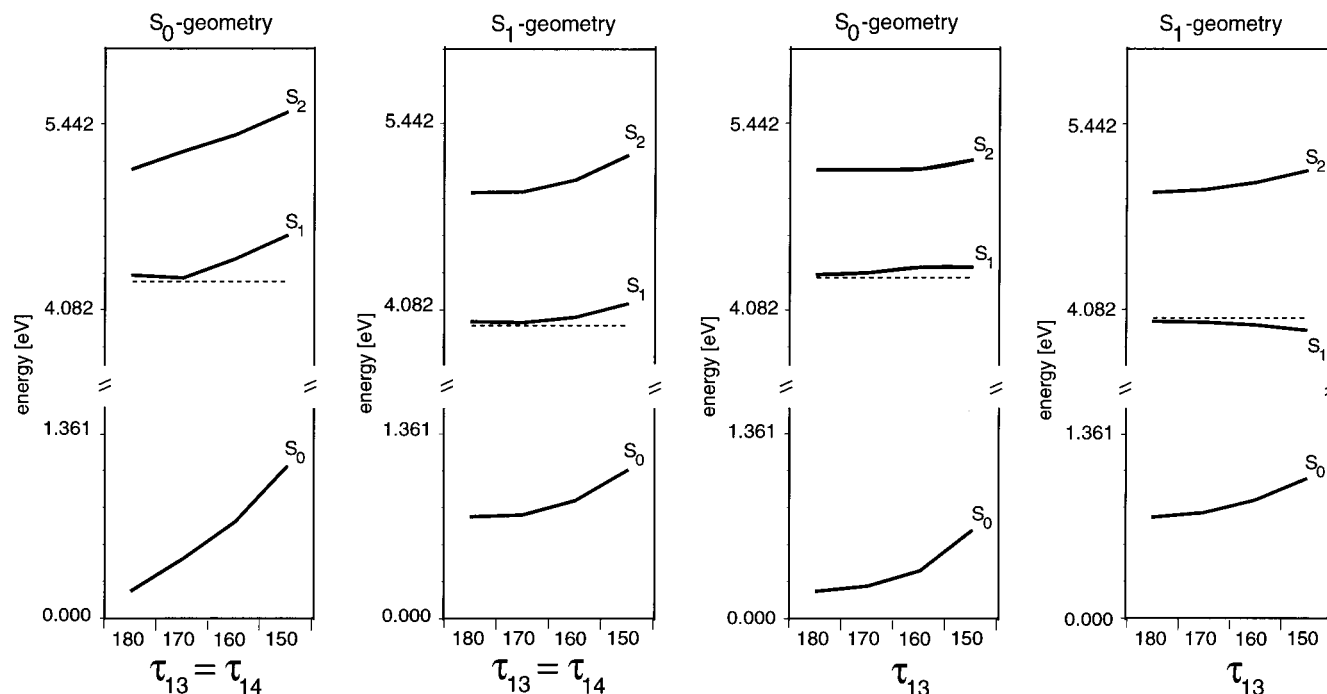 S0-geometry
5.442
4.082
1.361
0.000
energy [eV]
S2
S1
S0
180 170 160 150
τ13 = τ14
S1-geometry
5.442
4.082
1.361
0.000
energy [eV]
S2
S1
S0
180 170 160 150
τ13 = τ14
S0-geometry
5.442
4.082
1.361
0.000
energy [eV]
S2
S1
S0
180 170 160 150
τ13
S1-geometry
5.442
4.082
1.361
0.000
energy [eV]
S2
S1
S0
180 170 160 150
τ13